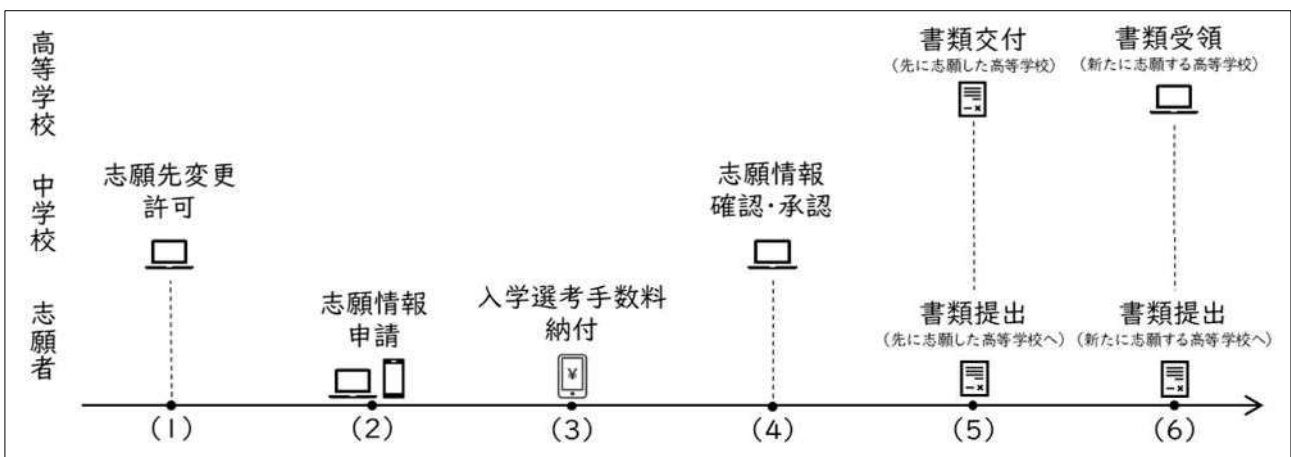 高等学校
中学校
志願者
志願先変更
許可
志願情報
申請
入学選考手数料
納付
¥
志願情報
確認・承認
書類交付
(先に志願した高等学校)
書類提出
(先に志願した高等学校へ)
書類受領
(新たに志願する高等学校)
書類提出
(新たに志願する高等学校へ)
(1)
(2)
(3)
(4)
(5)
(6)